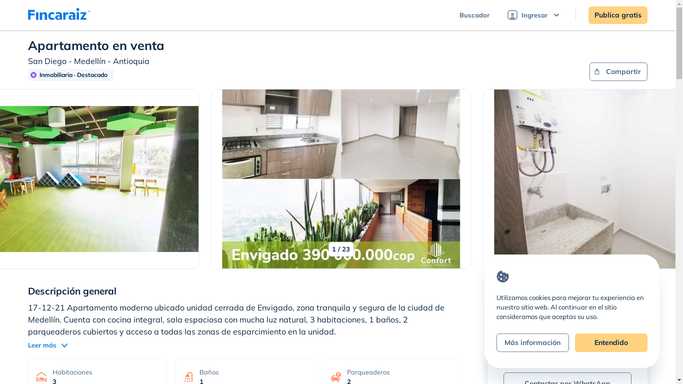 Fincaraiz
Buscador
Ingresar
Publica gratis
Apartamento en venta
San Diego - Medellín - Antioquia
Inmobiliaria · Destacado
Compartir
1 / 23
Confort
Descripción general
17-12-21 Apartamento moderno ubicado unidad cerrada de Envigado, zona tranquila y segura de la ciudad de
Medellín. Cuenta con cocina integral, sala espaciosa con mucha luz natural, 3 habitaciones, 1 baños, 2
parqueaderos cubiertos y acceso a todas las zonas de esparcimiento en la unidad.
Leer más
Habitaciones
3
Baños
1
Parqueaderos
2
Utilizamos cookies para mejorar tu experiencia en
nuestro sitio web. Al continuar en el sitio
consideramos que aceptas su uso.
Más información
Entendido
Contactar por WhatsApp